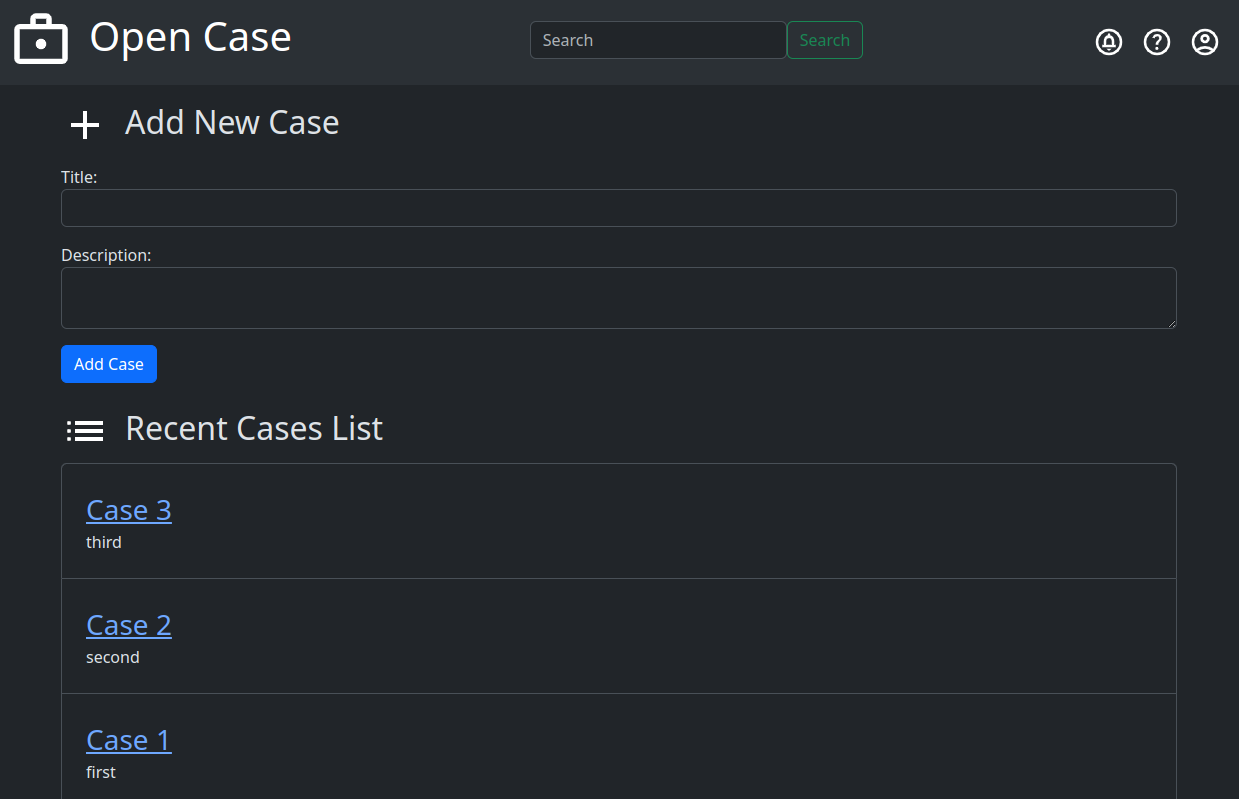 Open Case
Search
Search
Add New Case
Title:
Description:
Add Case
Recent Cases List
Case 3
third
Case 2
second
Case 1
first